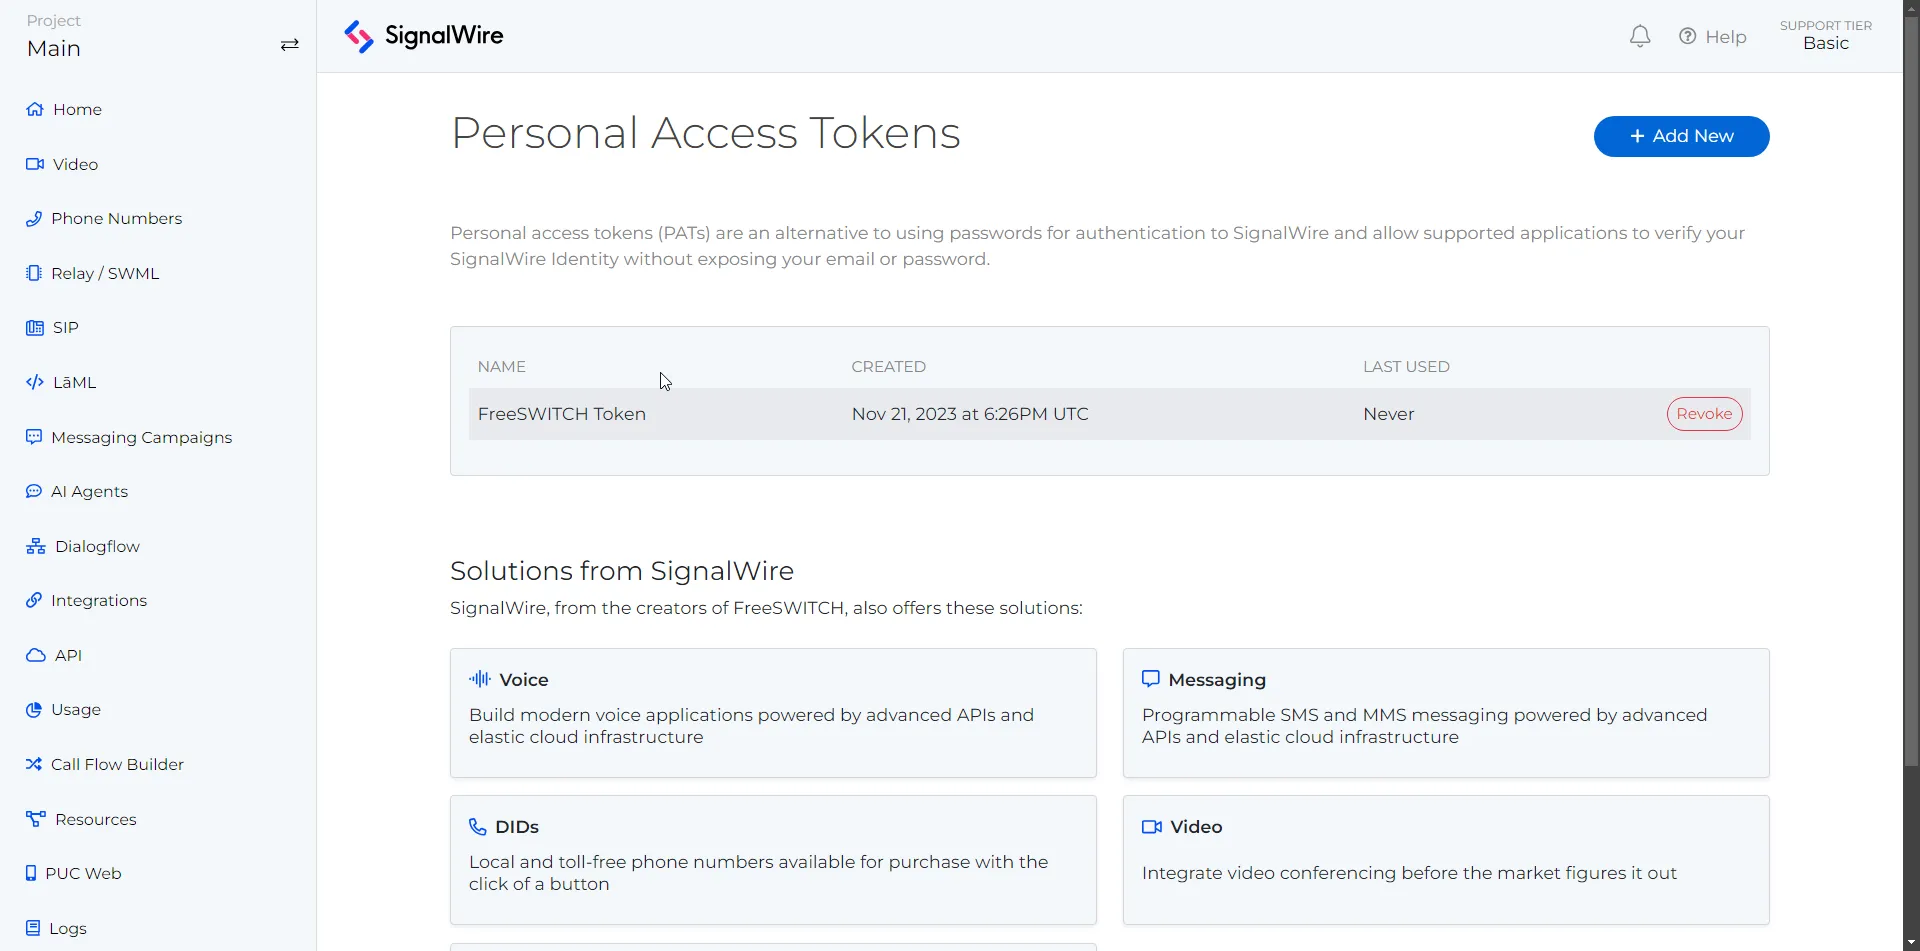 Project
Main
Home
Video
Phone Numbers
Relay / SWML
SIP
LāML
Messaging Campaigns
AI Agents
Dialogflow
Integrations
API
Usage
Call Flow Builder
Resources
PUC Web
Logs
SignalWire
Help
SUPPORT TIER
Basic
Personal Access Tokens
+ Add New
Personal access tokens (PATs) are an alternative to using passwords for authentication to SignalWire and allow supported applications to verify your
SignalWire Identity without exposing your email or password.
NAME CREATED LAST USED
FreeSWITCH Token Nov 21, 2023 at 6:26PM UTC Never Revoke
Solutions from SignalWire
SignalWire, from the creators of FreeSWITCH, also offers these solutions:
Voice
Build modern voice applications powered by advanced APIs and
elastic cloud infrastructure
Messaging
Programmable SMS and MMS messaging powered by advanced
APIs and elastic cloud infrastructure
DIDs
Local and toll-free phone numbers available for purchase with the
click of a button
Video
Integrate video conferencing before the market figures it out